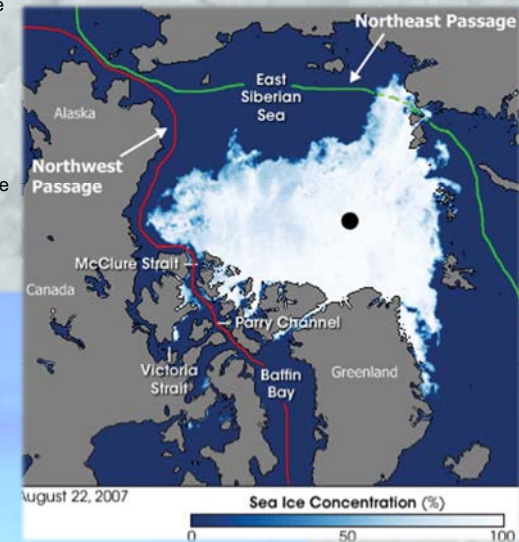 e
e
Northeast Passage
East
Siberian
Sea
Alaska
Northwest
Passage
McClure Strait
Canada
Parry Channel
Victoria
Strait
Baffin
Bay
Greenland
August 22, 2007
Sea Ice Concentration (%)
0 50 100